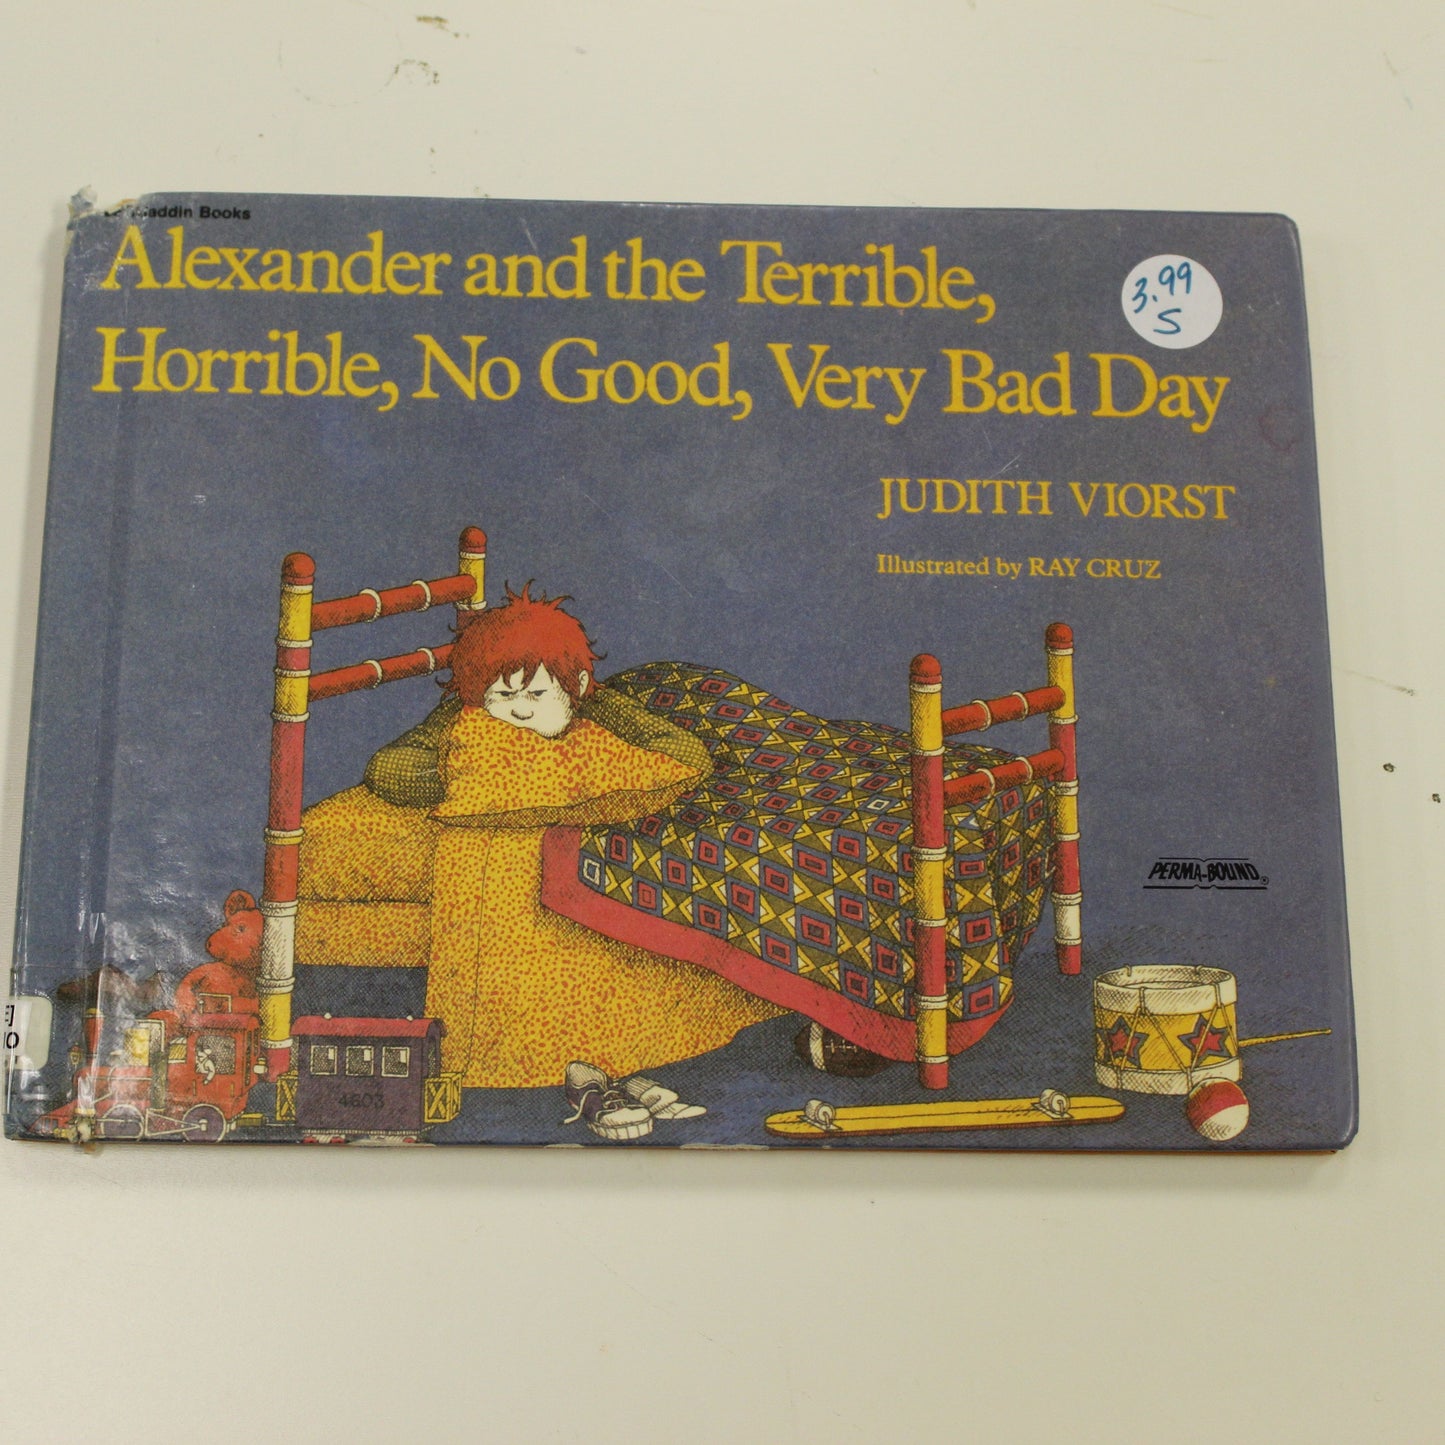 Aladdin Books
Alexander and the Terrible,
Horrible, No Good, Very Bad Day
3.99
S
JUDITH VIORST
Illustrated by RAY CRUZ
PERMA-BOUND®
4603